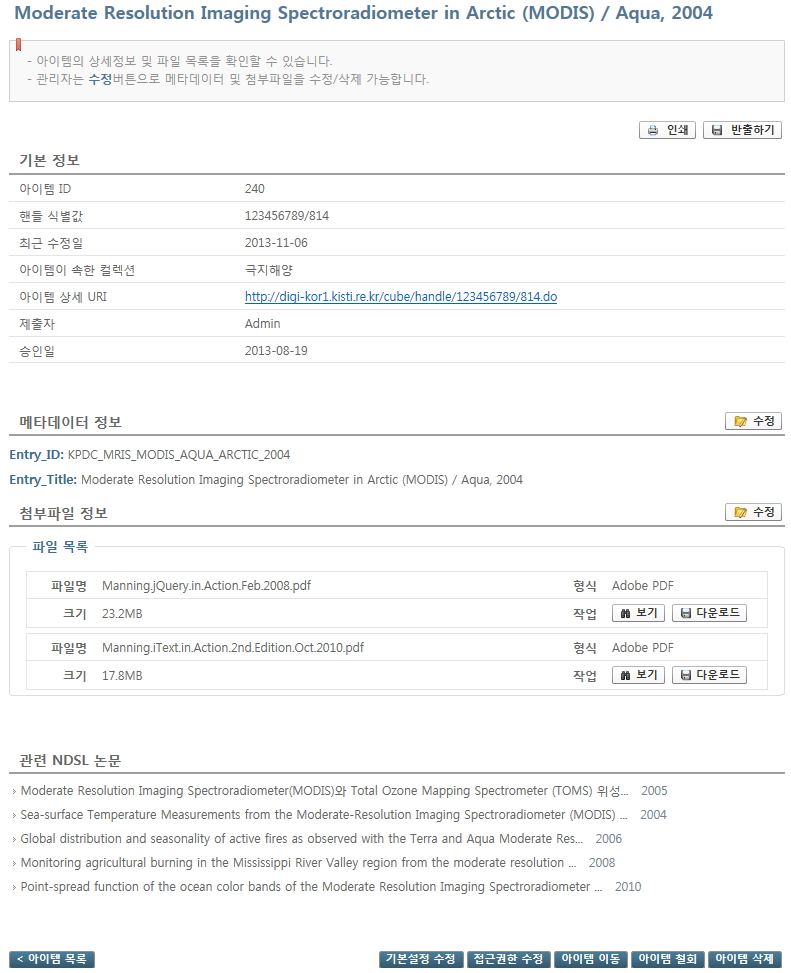 Moderate Resolution Imaging Spectroradiometer in Arctic (MODIS) / Aqua, 2004
- 아이템의 상세정보 및 파일 목록을 확인할 수 있습니다.
- 관리자는 수정버튼으로 메타데이터 및 첨부파일을 수정/삭제 가능합니다.
인쇄 반출하기
기본 정보
아이템 ID 240
핸들 식별값 123456789/814
최근 수정일 2013-11-06
아이템이 속한 컬렉션 극지해양
아이템 상세 URI http://digi-kor1.kisti.re.kr/cube/handle/123456789/814.do
제출자 Admin
승인일 2013-08-19
메타데이터 정보 수정
Entry_ID: KPDC_MRIS_MODIS_AQUA_ARCTIC_2004
Entry_Title: Moderate Resolution Imaging Spectroradiometer in Arctic (MODIS) / Aqua, 2004
첨부파일 정보 수정
파일 목록
파일명 Manning.jQuery.in.Action.Feb.2008.pdf 형식 Adobe PDF
크기 23.2MB 작업 보기 다운로드
파일명 Manning.iText.in.Action.2nd.Edition.Oct.2010.pdf 형식 Adobe PDF
크기 17.8MB 작업 보기 다운로드
관련 NDSL 논문
› Moderate Resolution Imaging Spectroradiometer(MODIS)와 Total Ozone Mapping Spectrometer (TOMS) 위성... 2005
› Sea-surface Temperature Measurements from the Moderate-Resolution Imaging Spectroradiometer (MODIS) ... 2004
› Global distribution and seasonality of active fires as observed with the Terra and Aqua Moderate Res... 2006
› Monitoring agricultural burning in the Mississippi River Valley region from the moderate resolution ... 2008
› Point-spread function of the ocean color bands of the Moderate Resolution Imaging Spectroradiometer ... 2010
< 아이템 목록 기본설정 수정 접근권한 수정 아이템 이동 아이템 철회 아이템 삭제